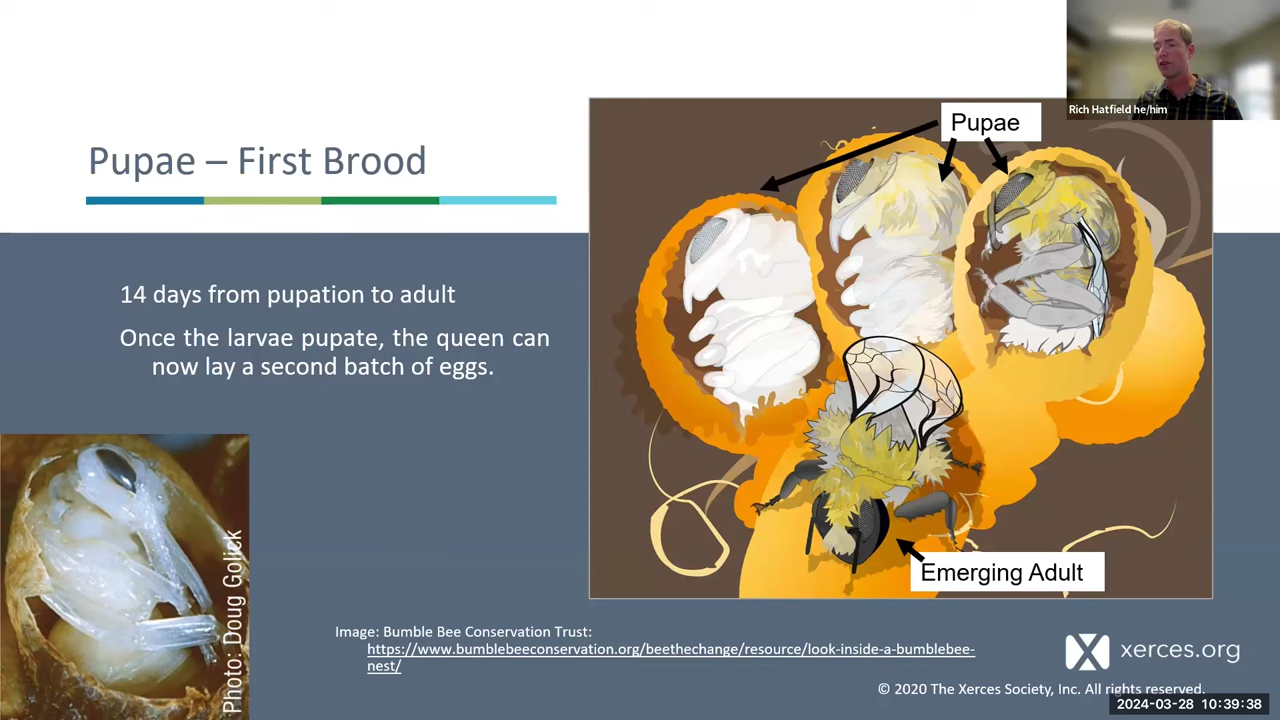 Rich Hatfield he/him
Pupae
Pupae – First Brood
14 days from pupation to adult
Once the larvae pupate, the queen can
now lay a second batch of eggs.
Emerging Adult
Photo: Doug Golick
Image: Bumble Bee Conservation Trust:
https://www.bumblebeeconservation.org/beethechange/resource/look-inside-a-bumblebee-
nest/
xerces.org
© 2020 The Xerces Society, Inc. All rights reserved.
2024-03-28 10:39:38